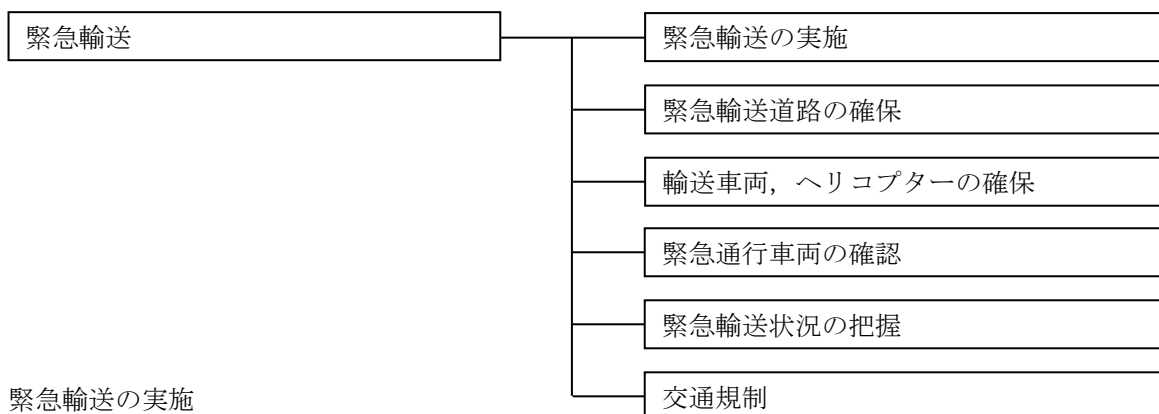 緊急輸送
緊急輸送の実施
緊急輸送道路の確保
輸送車両，ヘリコプターの確保
緊急通行車両の確認
緊急輸送状況の把握
交通規制
緊急輸送の実施